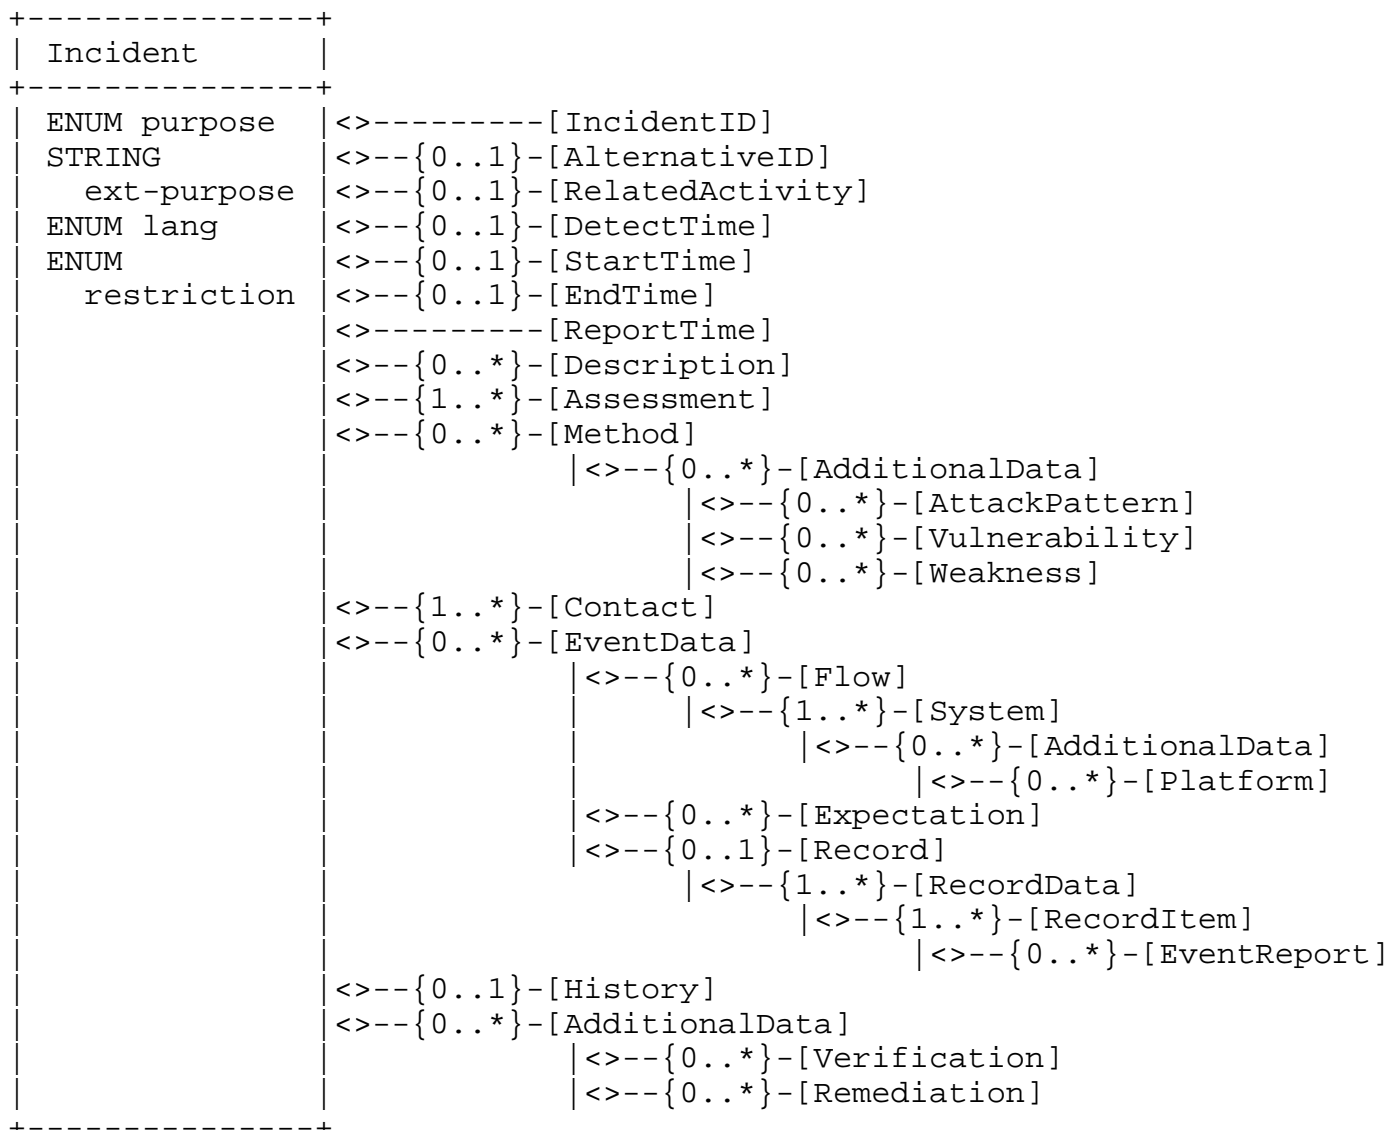 +---------------+
| Incident      |
+---------------+
| ENUM purpose  |<>---------[IncidentID]
| STRING        |<>--{0..1}-[AlternativeID]
|   ext-purpose |<>--{0..1}-[RelatedActivity]
| ENUM lang     |<>--{0..1}-[DetectTime]
| ENUM          |<>--{0..1}-[StartTime]
|   restriction |<>--{0..1}-[EndTime]
|               |<>---------[ReportTime]
|               |<>--{0..*}-[Description]
|               |<>--{1..*}-[Assessment]
|               |<>--{0..*}-[Method]
|               |            |<>--{0..*}-[AdditionalData]
|               |                  |<>--{0..*}-[AttackPattern]
|               |                  |<>--{0..*}-[Vulnerability]
|               |                  |<>--{0..*}-[Weakness]
|               |<>--{1..*}-[Contact]
|               |<>--{0..*}-[EventData]
|               |            |<>--{0..*}-[Flow]
|               |            |     |<>--{1..*}-[System]
|               |            |           |<>--{0..*}-[AdditionalData]
|               |            |                 |<>--{0..*}-[Platform]
|               |            |<>--{0..*}-[Expectation]
|               |            |<>--{0..1}-[Record]
|               |                  |<>--{1..*}-[RecordData]
|               |                        |<>--{1..*}-[RecordItem]
|               |                              |<>--{0..*}-[EventReport]
|               |<>--{0..1}-[History]
|               |<>--{0..*}-[AdditionalData]
|               |            |<>--{0..*}-[Verification]
|               |            |<>--{0..*}-[Remediation]
+---------------+